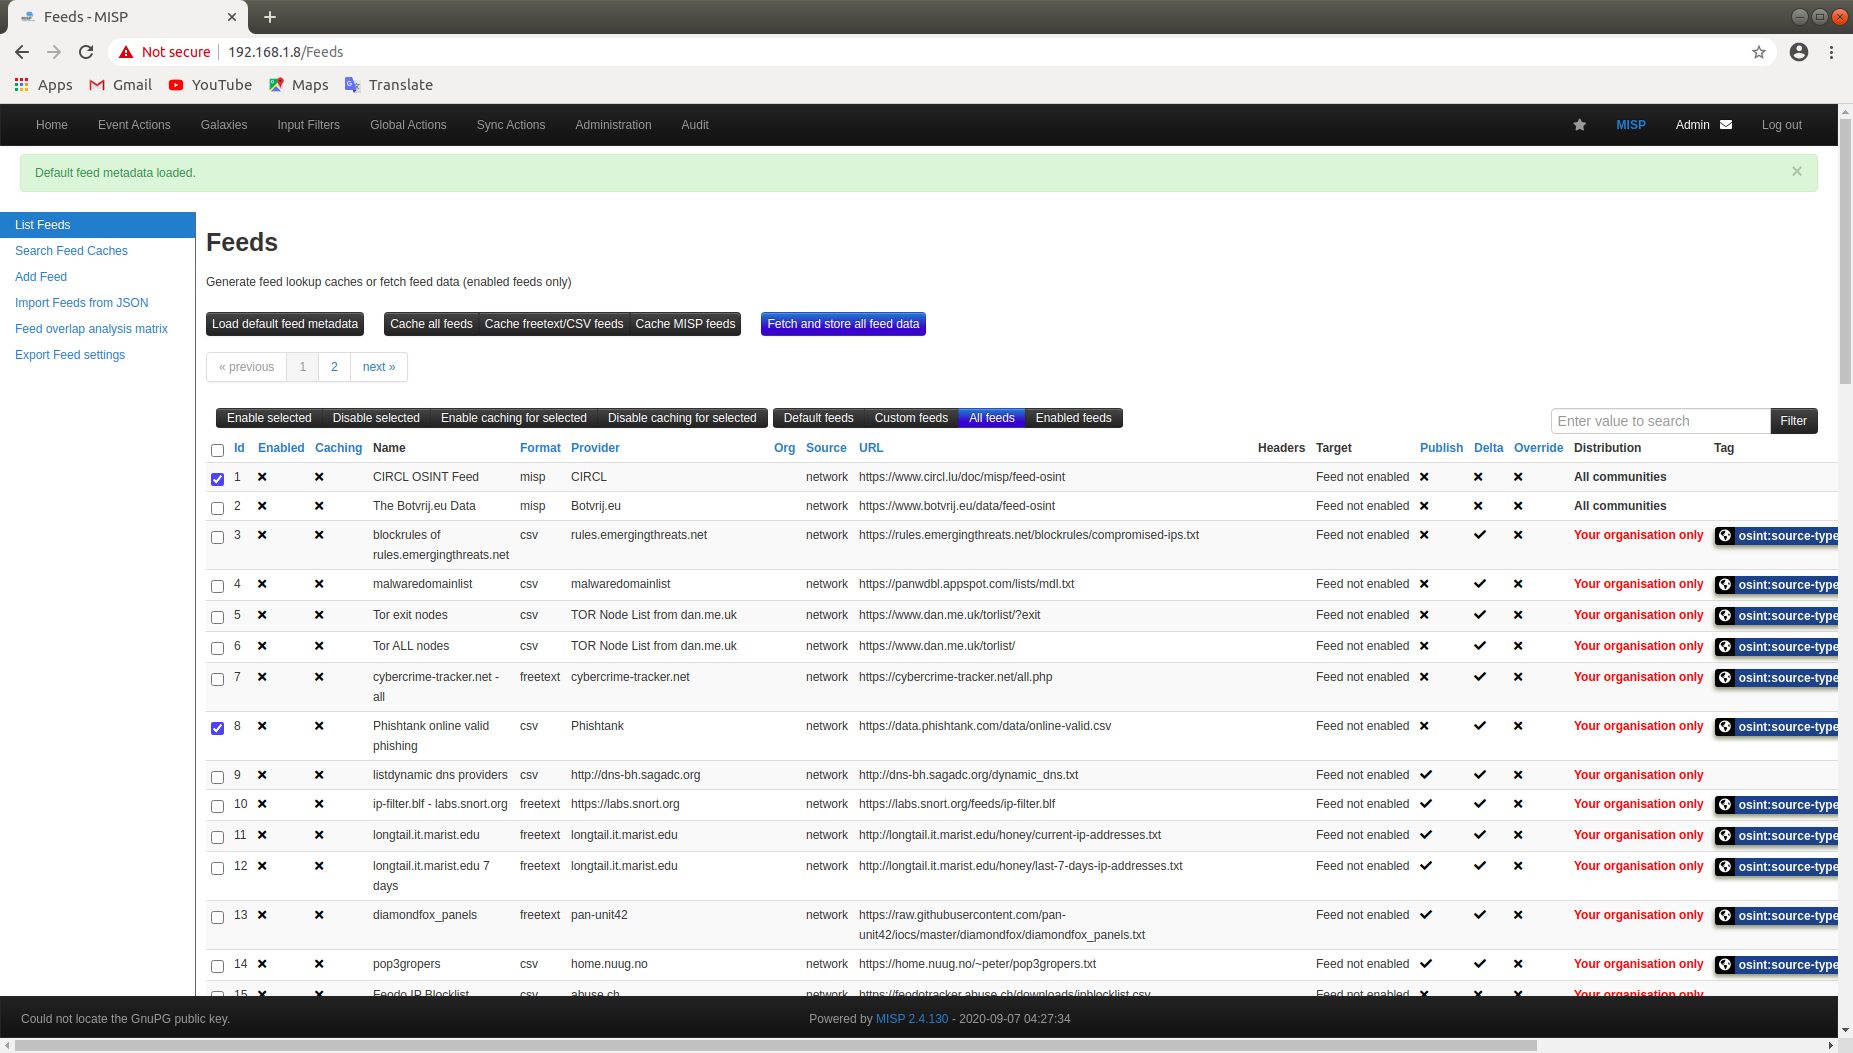 Feeds - MISP
Not secure 192.168.1.8/Feeds
Apps Gmail YouTube Maps Translate
Home Event Actions Galaxies Input Filters Global Actions Sync Actions Administration Audit MISP Admin Log out
Default feed metadata loaded.
List Feeds
Search Feed Caches
Add Feed
Import Feeds from JSON
Feed overlap analysis matrix
Export Feed settings
Feeds
Generate feed lookup caches or fetch feed data (enabled feeds only)
Load default feed metadata Cache all feeds Cache freetext/CSV feeds Cache MISP feeds Fetch and store all feed data
« previous 1 2 next »
Enable selected Disable selected Enable caching for selected Disable caching for selected Default feeds Custom feeds All feeds Enabled feeds Enter value to search Filter
Id Enabled Caching Name Format Provider Org Source URL Headers Target Publish Delta Override Distribution Tag
1 CIRCL OSINT Feed misp CIRCL network https://www.circl.lu/doc/misp/feed-osint Feed not enabled All communities
2 The Botvrij.eu Data misp Botvrij.eu network https://www.botvrij.eu/data/feed-osint Feed not enabled All communities
3 blockrules of csv rules.emergingthreats.net network https://rules.emergingthreats.net/blockrules/compromised-ips.txt Feed not enabled Your organisation only osint:source-type
rules.emergingthreats.net
4 malwaredomainlist csv malwaredomainlist network https://panwdbl.appspot.com/lists/mdl.txt Feed not enabled Your organisation only osint:source-type
5 Tor exit nodes csv TOR Node List from dan.me.uk network https://www.dan.me.uk/torlist/?exit Feed not enabled Your organisation only osint:source-type
6 Tor ALL nodes csv TOR Node List from dan.me.uk network https://www.dan.me.uk/torlist/ Feed not enabled Your organisation only osint:source-type
7 cybercrime-tracker.net - freetext cybercrime-tracker.net network https://cybercrime-tracker.net/all.php Feed not enabled Your organisation only osint:source-type
all
8 Phishtank online valid csv Phishtank network https://data.phishtank.com/data/online-valid.csv Feed not enabled Your organisation only osint:source-type
phishing
9 listdynamic dns providers csv http://dns-bh.sagadc.org network http://dns-bh.sagadc.org/dynamic_dns.txt Feed not enabled Your organisation only
10 ip-filter.blf - labs.snort.org freetext https://labs.snort.org network https://labs.snort.org/feeds/ip-filter.blf Feed not enabled Your organisation only osint:source-type
11 longtail.it.marist.edu freetext longtail.it.marist.edu network http://longtail.it.marist.edu/honey/current-ip-addresses.txt Feed not enabled Your organisation only osint:source-type
12 longtail.it.marist.edu 7 freetext longtail.it.marist.edu network http://longtail.it.marist.edu/honey/last-7-days-ip-addresses.txt Feed not enabled Your organisation only osint:source-type
days
13 diamondfox_panels freetext pan-unit42 network https://raw.githubusercontent.com/pan- Feed not enabled Your organisation only osint:source-type
unit42/iocs/master/diamondfox/diamondfox_panels.txt
14 pop3gropers csv home.nuug.no network https://home.nuug.no/~peter/pop3gropers.txt Feed not enabled Your organisation only osint:source-type
15 Feodo IP Blocklist csv abuse.ch network https://feodotracker.abuse.ch/downloads/ipblocklist.csv Feed not enabled Your organisation only
Could not locate the GnuPG public key. Powered by MISP 2.4.130 - 2020-09-07 04:27:34